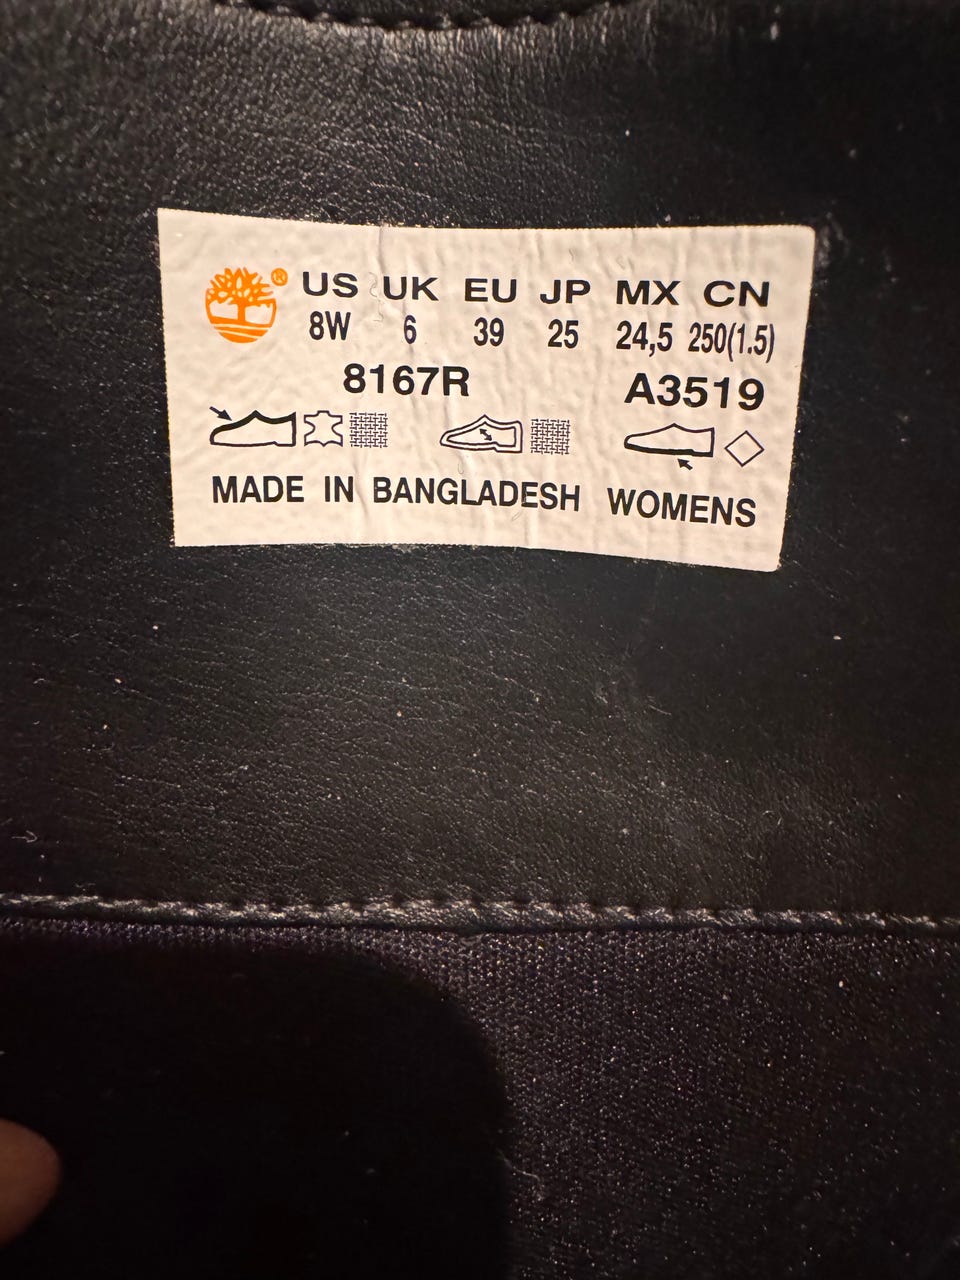 ® US UK EU JP MX CN
8W 6 39 25 24,5 250(1.5)
8167R A3519
MADE IN BANGLADESH WOMENS